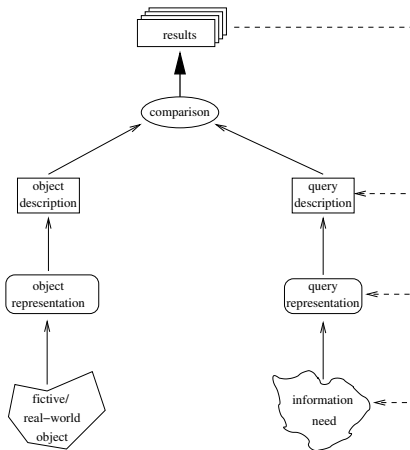 results
comparison
object
description
query
description
object
representation
query
representation
fictive/
real−world
object
information
need